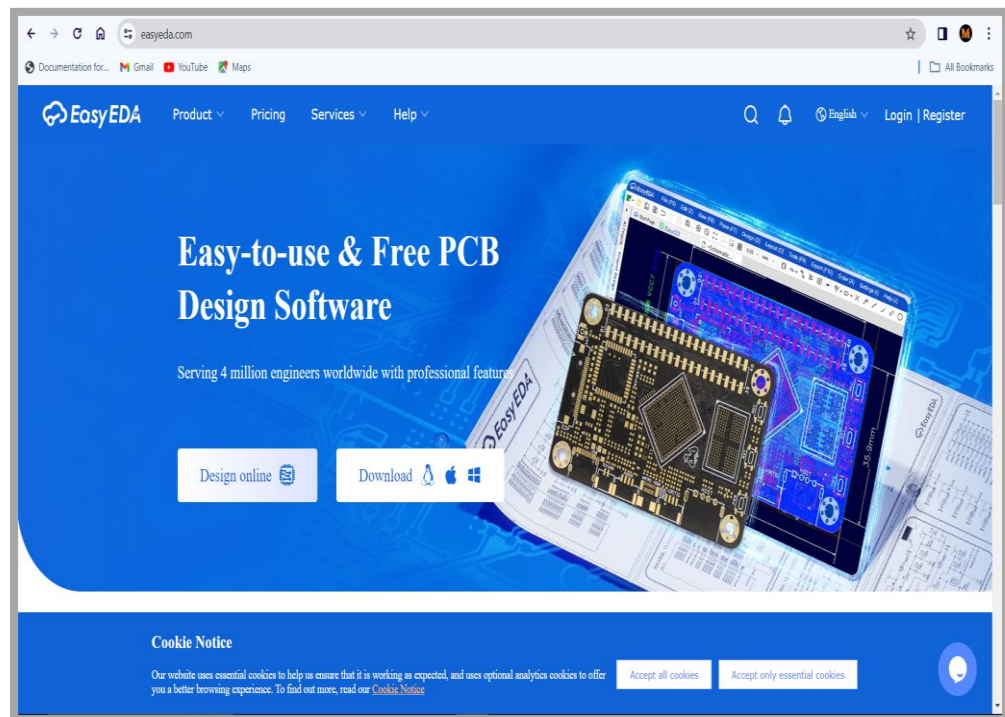 easyeda.com
Documentation for... Gmail YouTube Maps
All Bookmarks
EasyEDA Product Pricing Services Help English Login | Register
Easy-to-use & Free PCB
Design Software
Serving 4 million engineers worldwide with professional features
Design online Download
EasyEDA
EasyEDA
35.9mm
Cookie Notice
Our website uses essential cookies to help us ensure that it is working as expected, and uses optional analytics cookies to offer
you a better browsing experience. To find out more, read our Cookie Notice
Accept all cookies Accept only essential cookies